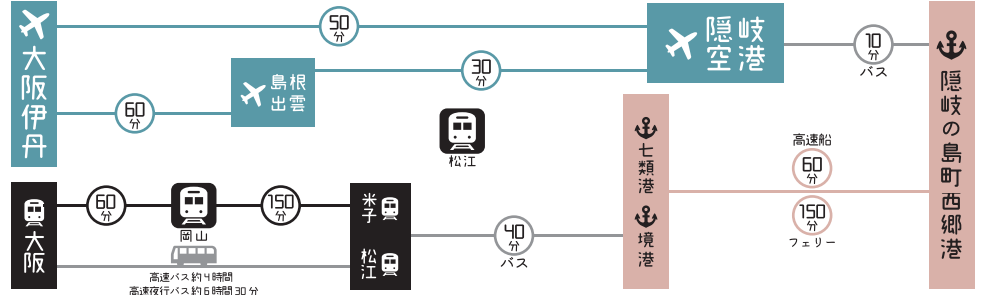 大阪伊丹
50分
隠岐空港
10分
バス
隠岐の島町西郷港
30分
島根出雲
60分
松江
七類港
境港
高速船
60分
150分
フェリー
大阪
60分
岡山
150分
米子
松江
40分
バス
高速バス約4時間
高速夜行バス約6時間30分